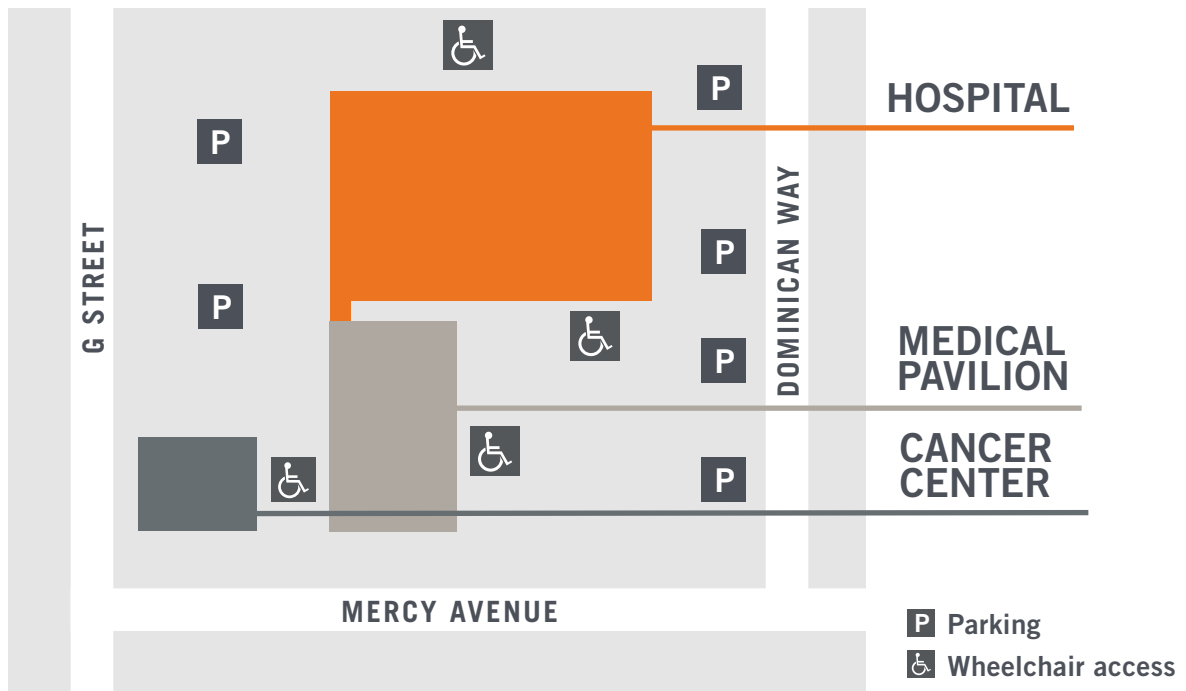 P
HOSPITAL
P
G STREET
DOMINICAN WAY
P
P
MEDICAL
PAVILION
P
CANCER
CENTER
P
MERCY AVENUE
P Parking
Wheelchair access